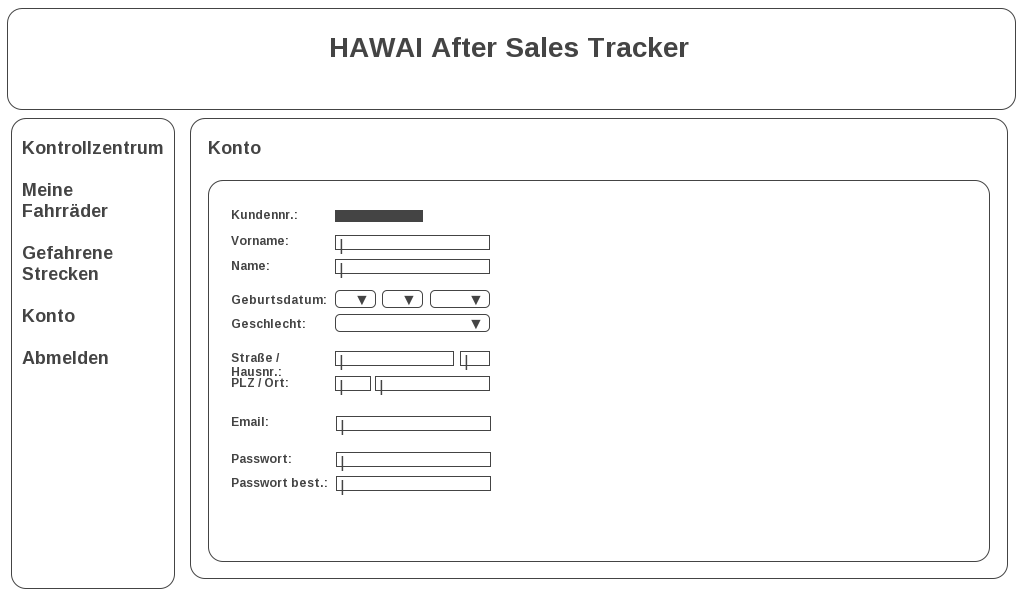 HAWAI After Sales Tracker
Kontrollzentrum
Meine
Fahrräder
Gefahrene
Strecken
Konto
Abmelden
Konto
Kundennr.:
Vorname:
Name:
Geburtsdatum:
Geschlecht:
Straße /
Hausnr.:
PLZ / Ort:
Email:
Passwort:
Passwort best.: